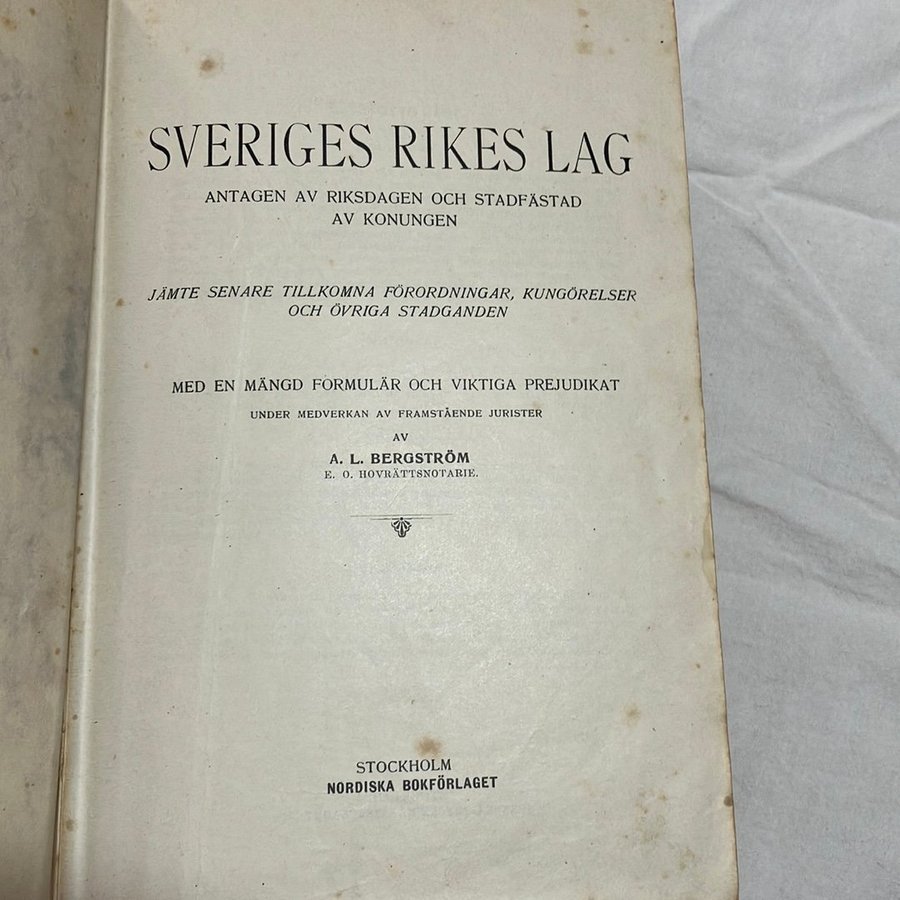 SVERIGES RIKES LAG
ANTAGEN AV RIKSDAGEN OCH STADFÄSTAD
AV KONUNGEN
JÄMTE SENARE TILLKOMNA FÖRORDNINGAR, KUNGÖRELSER
OCH ÖVRIGA STADGANDEN
MED EN MÄNGD FORMULÄR OCH VIKTIGA PREJUDIKAT
UNDER MEDVERKAN AV FRAMSTÅENDE JURISTER
AV
A. L. BERGSTRÖM
E. O. HOVRÄTTSNOTARIE.
STOCKHOLM
NORDISKA BOKFÖRLAGET